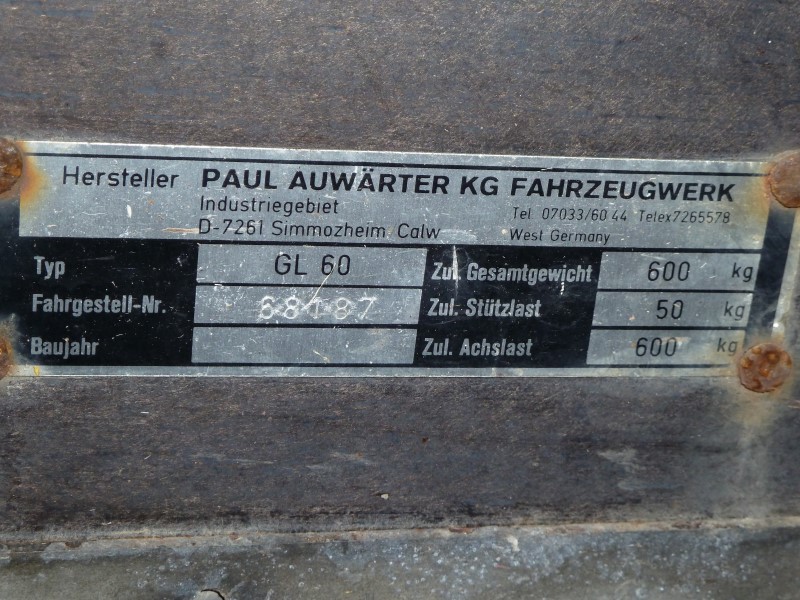 Hersteller PAUL AUWÄRTER KG FAHRZEUGWERK
Industriegebiet Tel. 07033/60 44 Telex 7265578
D-7261 Simmozheim/Calw West Germany
Typ GL 60 Zul. Gesamtgewicht 600 kg
Fahrgestell-Nr. 68187 Zul. Stützlast 50 kg
Baujahr Zul. Achslast 600 kg